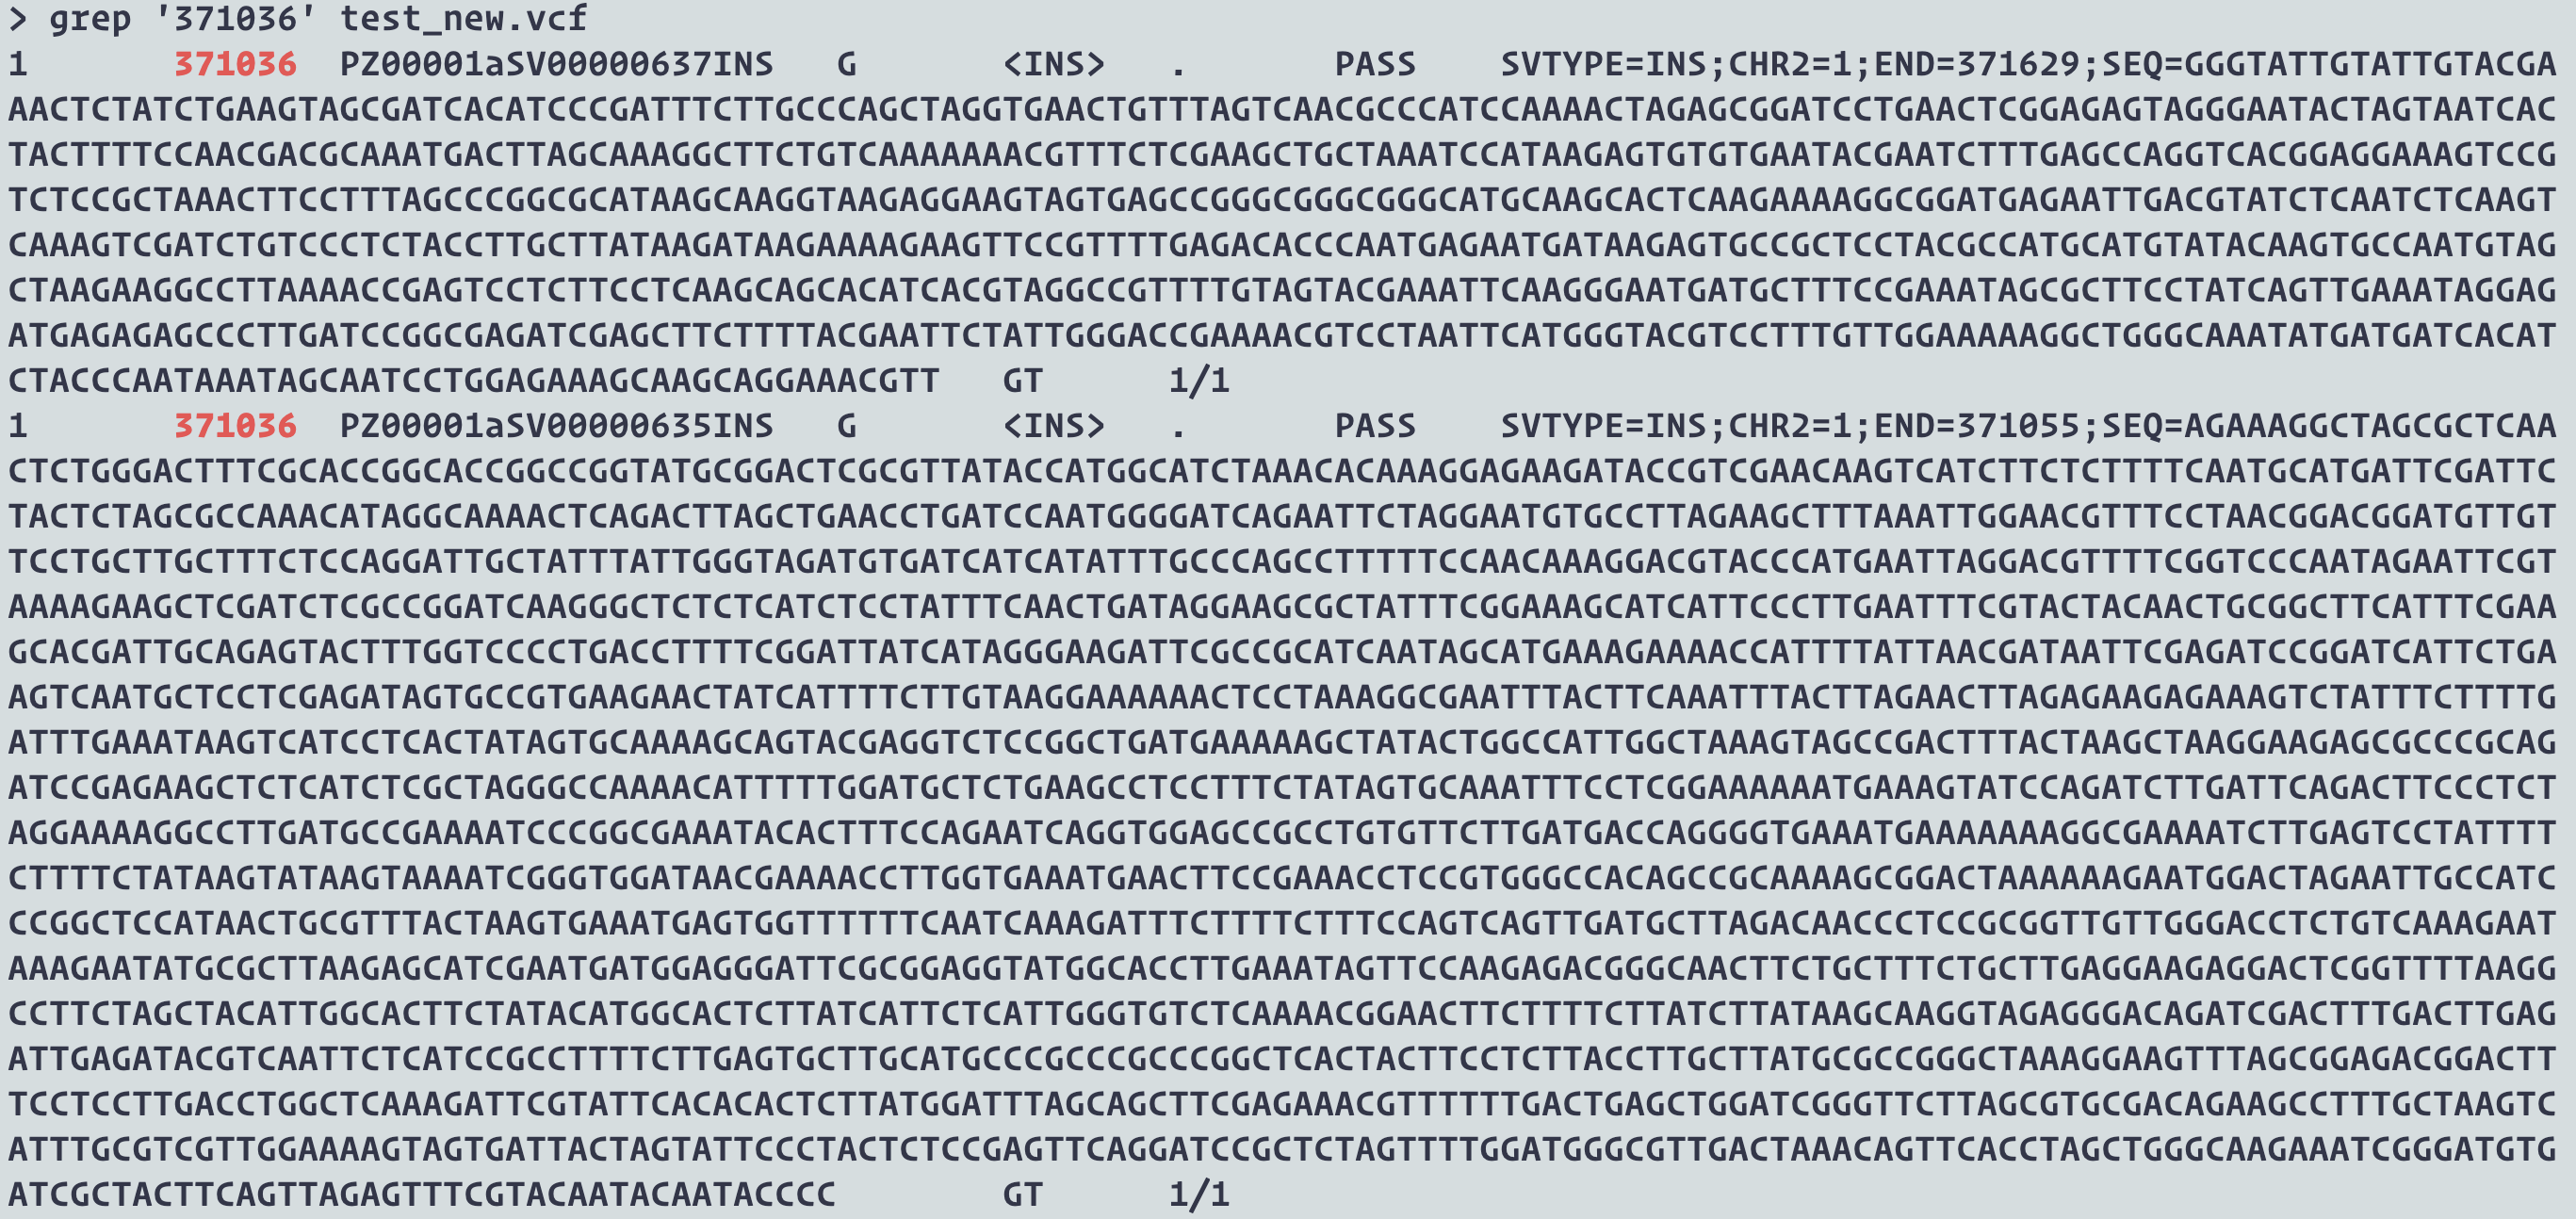 > grep '371036' test_new.vcf
1       371036  PZ00001aSV00000637INS   G       <INS>   .       PASS    SVTYPE=INS;CHR2=1;END=371629;SEQ=GGGTATTGTATTGTACGA
AACTCTATCTGAAGTAGCGATCACATCCCGATTTCTTGCCCAGCTAGGTGAACTGTTTAGTCAACGCCCATCCAAAACTAGAGCGGATCCTGAACTCGGAGAGTAGGGAATACTAGTAATCAC
TACTTTTCCAACGACGCAAATGACTTAGCAAAGGCTTCTGTCAAAAAAACGTTTCTCGAAGCTGCTAAATCCATAAGAGTGTGTGAATACGAATCTTTGAGCCAGGTCACGGAGGAAAGTCCG
TCTCCGCTAAACTTCCTTTAGCCCGGCGCATAAGCAAGGTAAGAGGAAGTAGTGAGCCGGGCGGGCGGGCATGCAAGCACTCAAGAAAAGGCGGATGAGAATTGACGTATCTCAATCTCAAGT
CAAAGTCGATCTGTCCCTCTACCTTGCTTATAAGATAAGAAAAGAAGTTCCGTTTTGAGACACCCAATGAGAATGATAAGAGTGCCGCTCCTACGCCATGCATGTATACAAGTGCCAATGTAG
CTAAGAAGGCCTTAAAACCGAGTCCTCTTCCTCAAGCAGCACATCACGTAGGCCGTTTTGTAGTACGAAATTCAAGGGAATGATGCTTTCCGAAATAGCGCTTCCTATCAGTTGAAATAGGAG
ATGAGAGAGCCCTTGATCCGGCGAGATCGAGCTTCTTTTACGAATTCTATTGGGACCGAAAACGTCCTAATTCATGGGTACGTCCTTTGTTGGAAAAAGGCTGGGCAAATATGATGATCACAT
CTACCCAATAAATAGCAATCCTGGAGAAAGCAAGCAGGAAACGTT   GT      1/1
1       371036  PZ00001aSV00000635INS   G       <INS>   .       PASS    SVTYPE=INS;CHR2=1;END=371055;SEQ=AGAAAGGCTAGCGCTCAA
CTCTGGGACTTTCGCACCGGCACCGGCCGGTATGCGGACTCGCGTTATACCATGGCATCTAAACACAAAGGAGAAGATACCGTCGAACAAGTCATCTTCTCTTTTCAATGCATGATTCGATTC
TACTCTAGCGCCAAACATAGGCAAAACTCAGACTTAGCTGAACCTGATCCAATGGGGATCAGAATTCTAGGAATGTGCCTTAGAAGCTTTAAATTGGAACGTTTCCTAACGGACGGATGTTGT
TCCTGCTTGCTTTCTCCAGGATTGCTATTTATTGGGTAGATGTGATCATCATATTTGCCCAGCCTTTTTCCAACAAAGGACGTACCCATGAATTAGGACGTTTTCGGTCCCAATAGAATTCGT
AAAAGAAGCTCGATCTCGCCGGATCAAGGGCTCTCTCATCTCCTATTTCAACTGATAGGAAGCGCTATTTCGGAAAGCATCATTCCCTTGAATTTCGTACTACAACTGCGGCTTCATTTCGAA
GCACGATTGCAGAGTACTTTGGTCCCCTGACCTTTTCGGATTATCATAGGGAAGATTCGCCGCATCAATAGCATGAAAGAAAACCATTTTATTAACGATAATTCGAGATCCGGATCATTCTGA
AGTCAATGCTCCTCGAGATAGTGCCGTGAAGAACTATCATTTTCTTGTAAGGAAAAAACTCCTAAAGGCGAATTTACTTCAAATTTACTTAGAACTTAGAGAAGAGAAAGTCTATTTCTTTTG
ATTTGAAATAAGTCATCCTCACTATAGTGCAAAAGCAGTACGAGGTCTCCGGCTGATGAAAAAGCTATACTGGCCATTGGCTAAAGTAGCCGACTTTACTAAGCTAAGGAAGAGCGCCCGCAG
ATCCGAGAAGCTCTCATCTCGCTAGGGCCAAAACATTTTTGGATGCTCTGAAGCCTCCTTTCTATAGTGCAAATTTCCTCGGAAAAAATGAAAGTATCCAGATCTTGATTCAGACTTCCCTCT
AGGAAAAGGCCTTGATGCCGAAAATCCCGGCGAAATACACTTTCCAGAATCAGGTGGAGCCGCCTGTGTTCTTGATGACCAGGGGTGAAATGAAAAAAAGGCGAAAATCTTGAGTCCTATTTT
CTTTTCTATAAGTATAAGTAAAATCGGGTGGATAACGAAAACCTTGGTGAAATGAACTTCCGAAACCTCCGTGGGCCACAGCCGCAAAAGCGGACTAAAAAAGAATGGACTAGAATTGCCATC
CCGGCTCCATAACTGCGTTTACTAAGTGAAATGAGTGGTTTTTTCAATCAAAGATTTCTTTTCTTTCCAGTCAGTTGATGCTTAGACAACCCTCCGCGGTTGTTGGGACCTCTGTCAAAGAAT
AAAGAATATGCGCTTAAGAGCATCGAATGATGGAGGGATTCGCGGAGGTATGGCACCTTGAAATAGTTCCAAGAGACGGGCAACTTCTGCTTTCTGCTTGAGGAAGAGGACTCGGTTTTAAGG
CCTTCTAGCTACATTGGCACTTCTATACATGGCACTCTTATCATTCTCATTGGGTGTCTCAAAACGGAACTTCTTTTCTTATCTTATAAGCAAGGTAGAGGGACAGATCGACTTTGACTTGAG
ATTGAGATACGTCAATTCTCATCCGCCTTTTCTTGAGTGCTTGCATGCCCGCCCGCCCGGCTCACTACTTCCTCTTACCTTGCTTATGCGCCGGGCTAAAGGAAGTTTAGCGGAGACGGACTT
TCCTCCTTGACCTGGCTCAAAGATTCGTATTCACACACTCTTATGGATTTAGCAGCTTCGAGAAACGTTTTTTGACTGAGCTGGATCGGGTTCTTAGCGTGCGACAGAAGCCTTTGCTAAGTC
ATTTGCGTCGTTGGAAAAGTAGTGATTACTAGTATTCCCTACTCTCCGAGTTCAGGATCCGCTCTAGTTTTGGATGGGCGTTGACTAAACAGTTCACCTAGCTGGGCAAGAAATCGGGATGTG
ATCGCTACTTCAGTTAGAGTTTCGTACAATACAATACCCC        GT      1/1